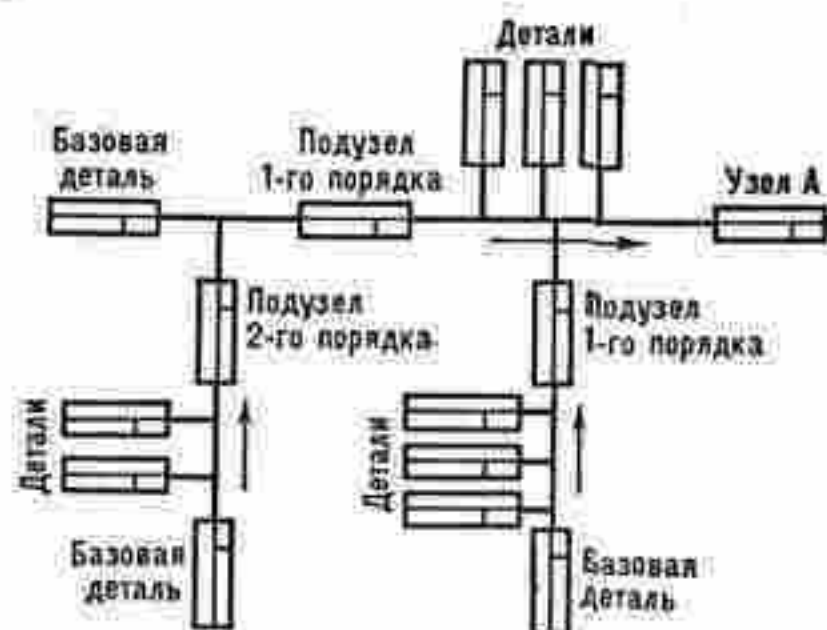 Детали
Базовая
деталь
Подузел
1-го порядка
Узел А
Подузел
2-го порядка
Подузел
1-го порядка
Детали
Детали
Базовая
деталь
Базовая
деталь